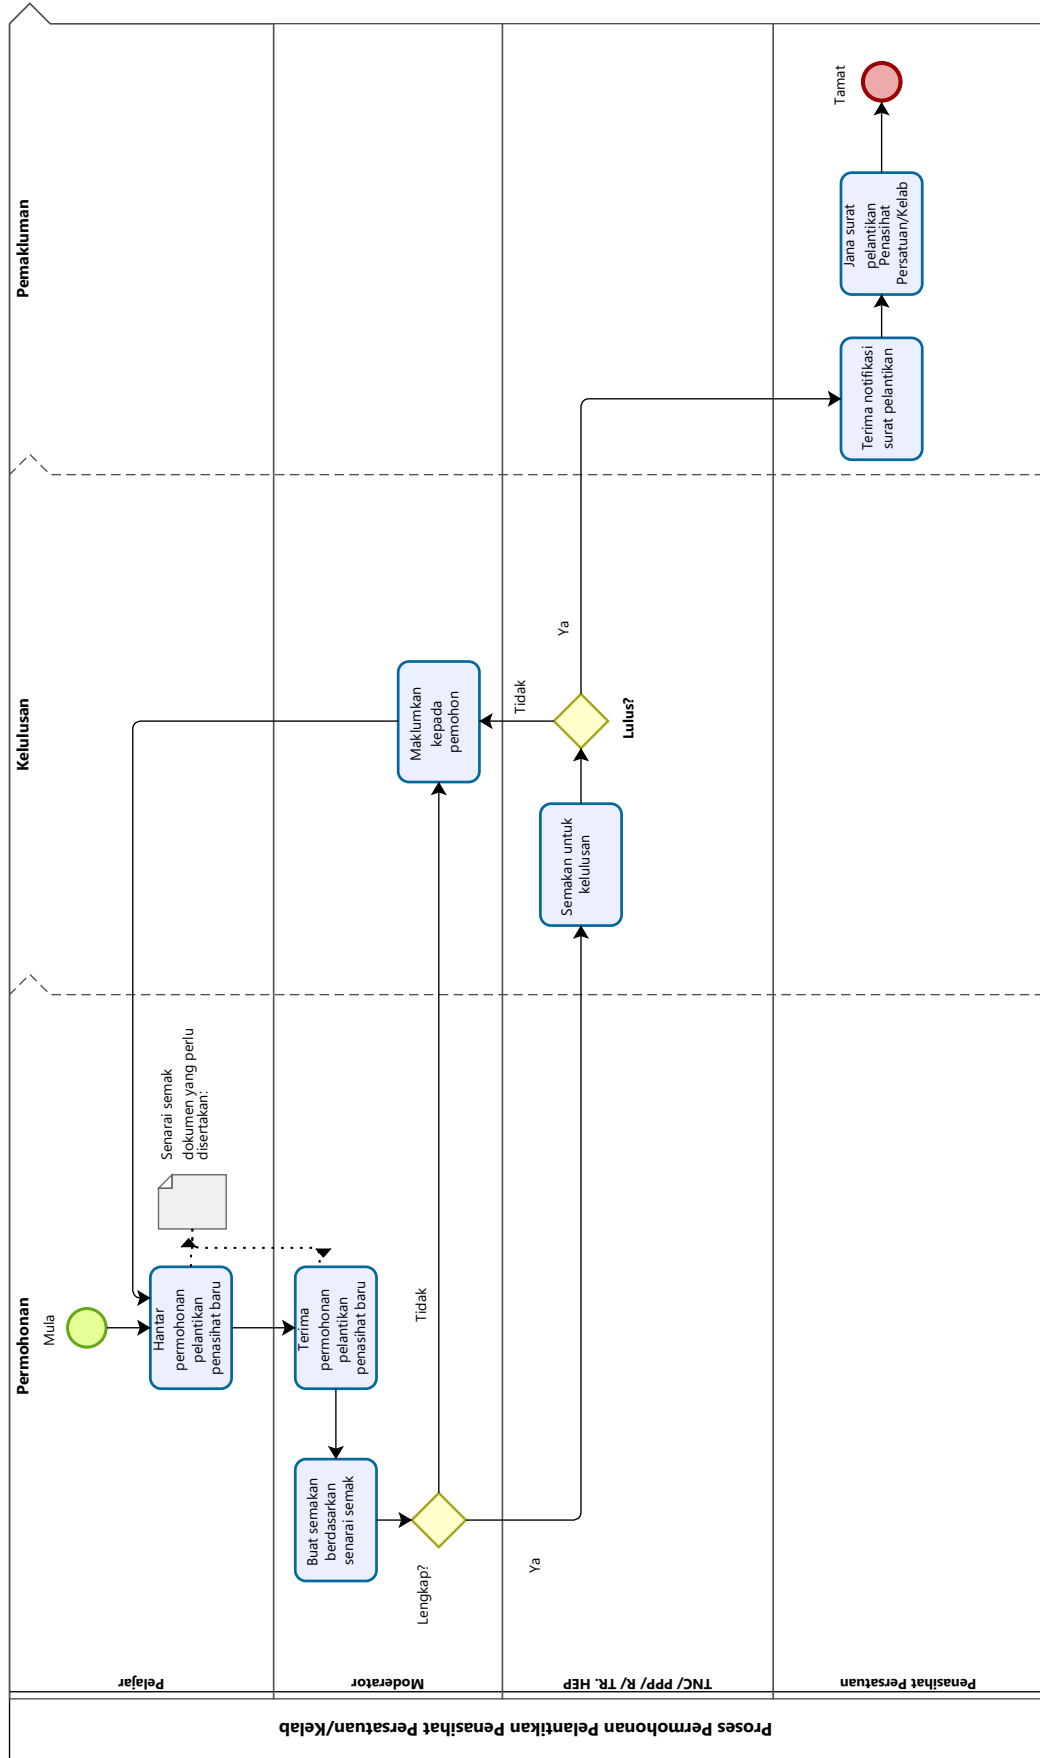 Proses Permohonan Pelantikan Penasihat Persatuan/Kelab
Permohonan
Kelulusan
Pemakluman
Pelajar
Mula
Hantar
permohonan
pelantikan
penasihat baru
Senarai semak
dokumen yang perlu
disertakan:
Moderator
Terima
permohonan
pelantikan
penasihat baru
Buat semakan
berdasarkan
senarai semak
Lengkap?
Tidak
Ya
Maklumkan
kepada
pemohon
TNC/ PPP/ R/ TR. HEP
Semakan untuk
kelulusan
Lulus?
Tidak
Ya
Penasihat Persatuan
Terima notifikasi
surat pelantikan
Jana surat
pelantikan
Penasihat
Persatuan/Kelab
Tamat